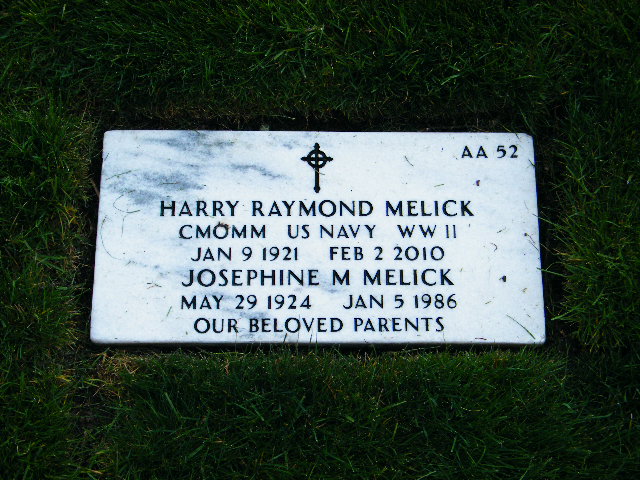 AA 52
HARRY RAYMOND MELICK
CMOMM US NAVY WW II
JAN 9 1921 FEB 2 2010
JOSEPHINE M MELICK
MAY 29 1924 JAN 5 1986
OUR BELOVED PARENTS